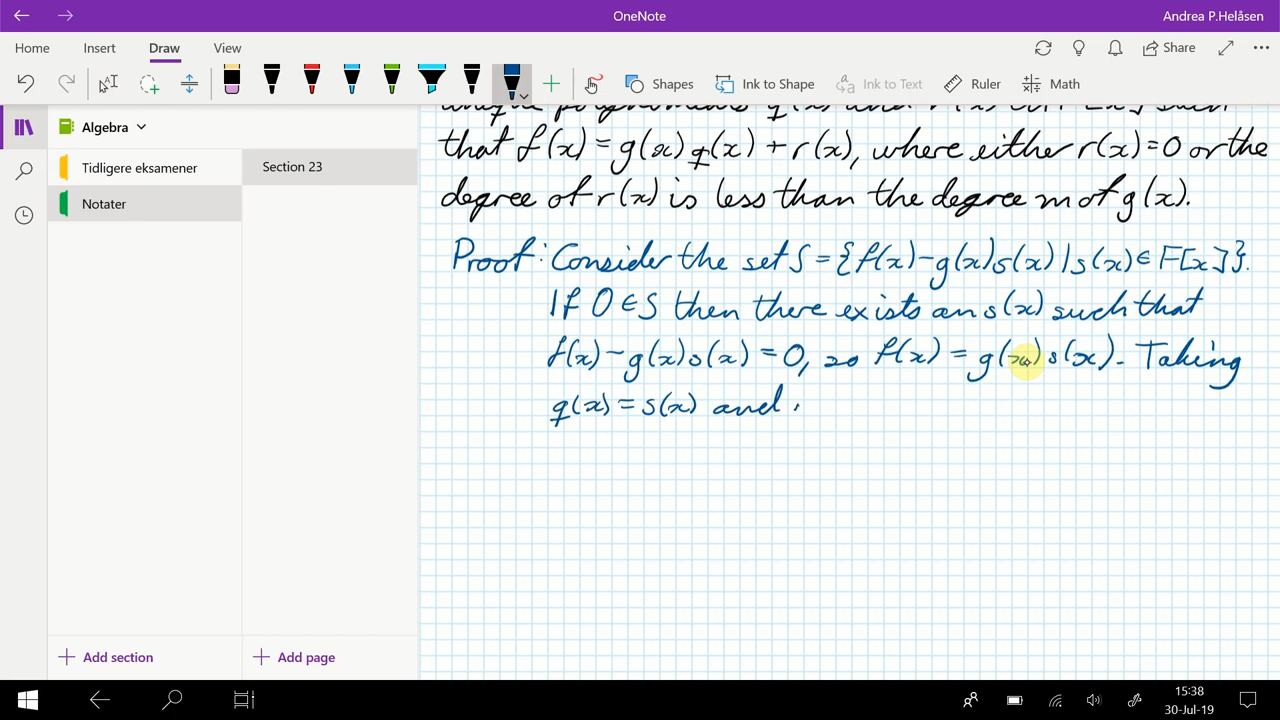 OneNote
Andrea P.Helåsen
Home Insert Draw View
Share
Shapes Ink to Shape Ink to Text Ruler Math
Algebra
Tidligere eksamener
Notater
Section 23
Add section
Add page
that f(x) = g(x)q(x) + r(x), where either r(x) = 0 or the
degree of r(x) is less than the degree m of g(x).
Proof: Consider the set S = {f(x) - g(x)s(x) | s(x) ∈ F[x]}.
If 0 ∈ S then there exists an s(x) such that
f(x) - g(x)s(x) = 0, so f(x) = g(x)s(x). Taking
q(x) = s(x) and
15:38
30-Jul-19